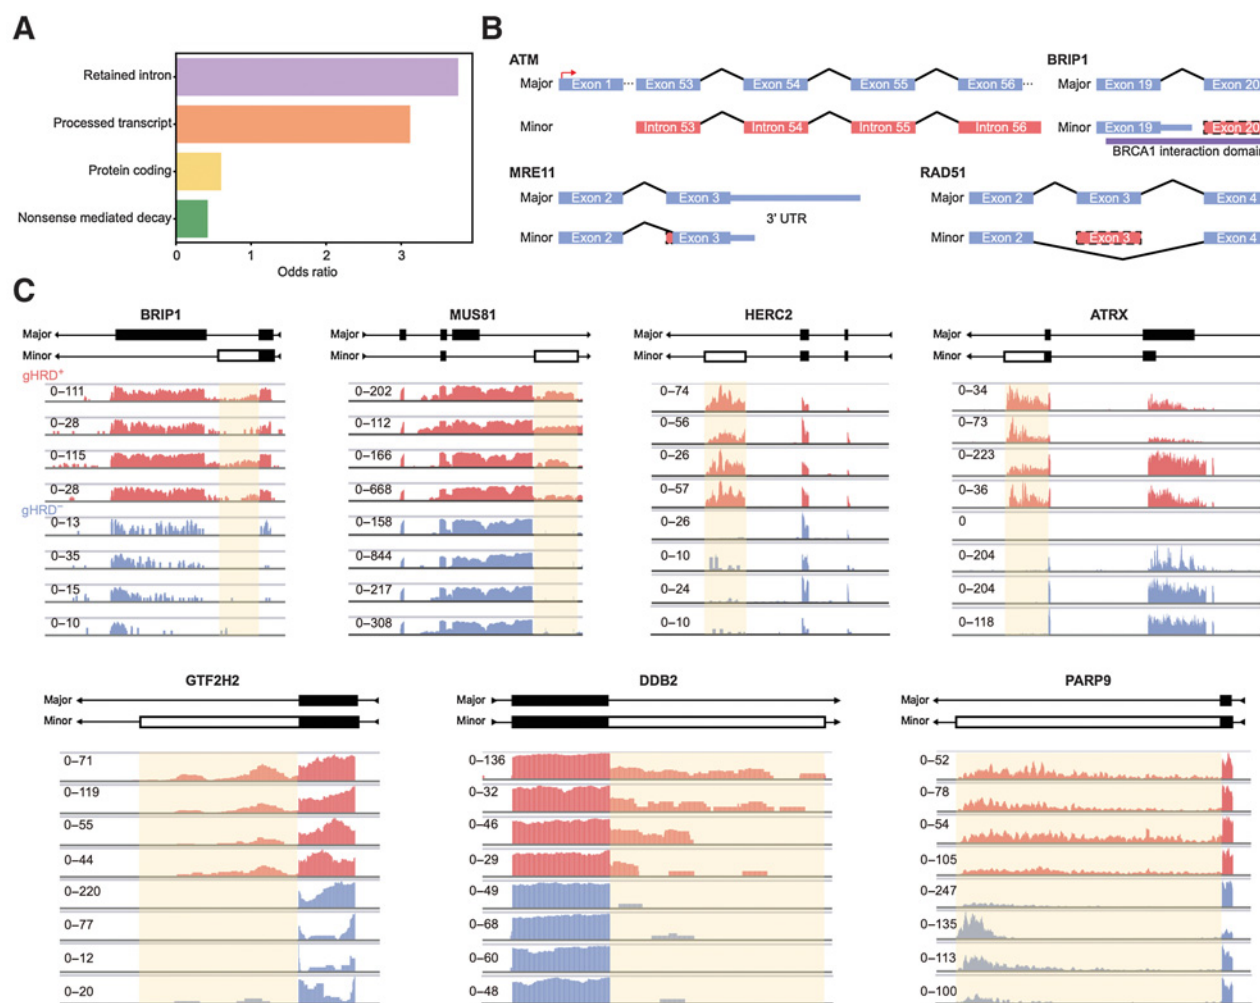 A
Retained intron
Processed transcript
Protein coding
Nonsense mediated decay
0 1 2 3
Odds ratio
B
ATM
Major Exon 1 ... Exon 53 Exon 54 Exon 55 Exon 56 ...
Minor Intron 53 Intron 54 Intron 55 Intron 56
BRIP1
Major Exon 19 Exon 20
Minor Exon 19 Exon 20
BRCA1 interaction domain
MRE11
Major Exon 2 Exon 3
3' UTR
Minor Exon 2 Exon 3
RAD51
Major Exon 2 Exon 3 Exon 4
Minor Exon 2 Exon 3 Exon 4
C
BRIP1
Major
Minor
gHRD+
0–111
0–28
0–115
0–28
gHRD−
0–13
0–35
0–15
0–10
MUS81
Major
Minor
0–202
0–112
0–166
0–668
0–158
0–844
0–217
0–308
HERC2
Major
Minor
0–74
0–56
0–26
0–57
0–26
0–10
0–24
0–10
ATRX
Major
Minor
0–34
0–73
0–223
0–36
0
0–204
0–204
0–118
GTF2H2
Major
Minor
0–71
0–119
0–55
0–44
0–220
0–77
0–12
0–20
DDB2
Major
Minor
0–136
0–32
0–46
0–29
0–49
0–68
0–60
0–48
PARP9
Major
Minor
0–52
0–78
0–54
0–105
0–247
0–135
0–113
0–100